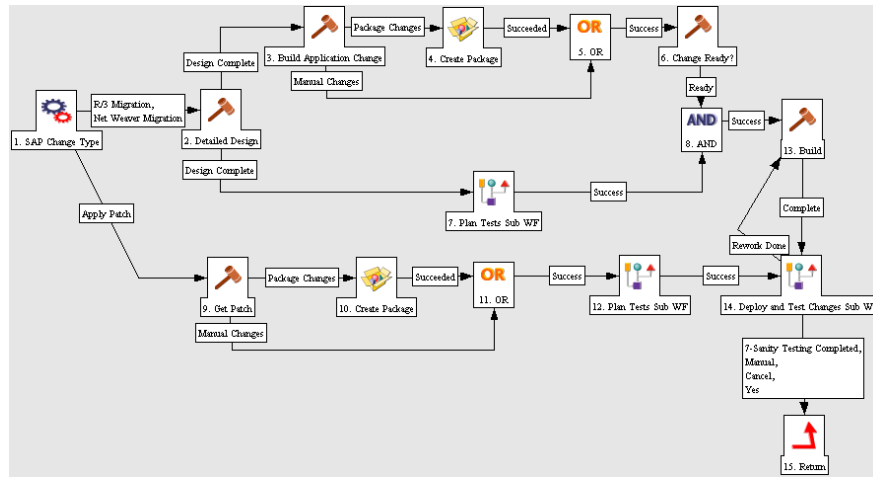 Package Changes
Succeeded
OR
5. OR
Success
3. Build Application Change
4. Create Package
6. Change Ready?
Design Complete
Manual Changes
Ready
R/3 Migration,
Net Weaver Migration
1. SAP Change Type
2. Detailed Design
AND
8. AND
Success
13. Build
Design Complete
7. Plan Tests Sub WF
Success
Apply Patch
Complete
Rework Done
9. Get Patch
Package Changes
10. Create Package
Succeeded
OR
11. OR
Success
12. Plan Tests Sub WF
Success
14. Deploy and Test Changes Sub W
Manual Changes
7-Sanity Testing Completed,
Manual,
Cancel,
Yes
15. Return